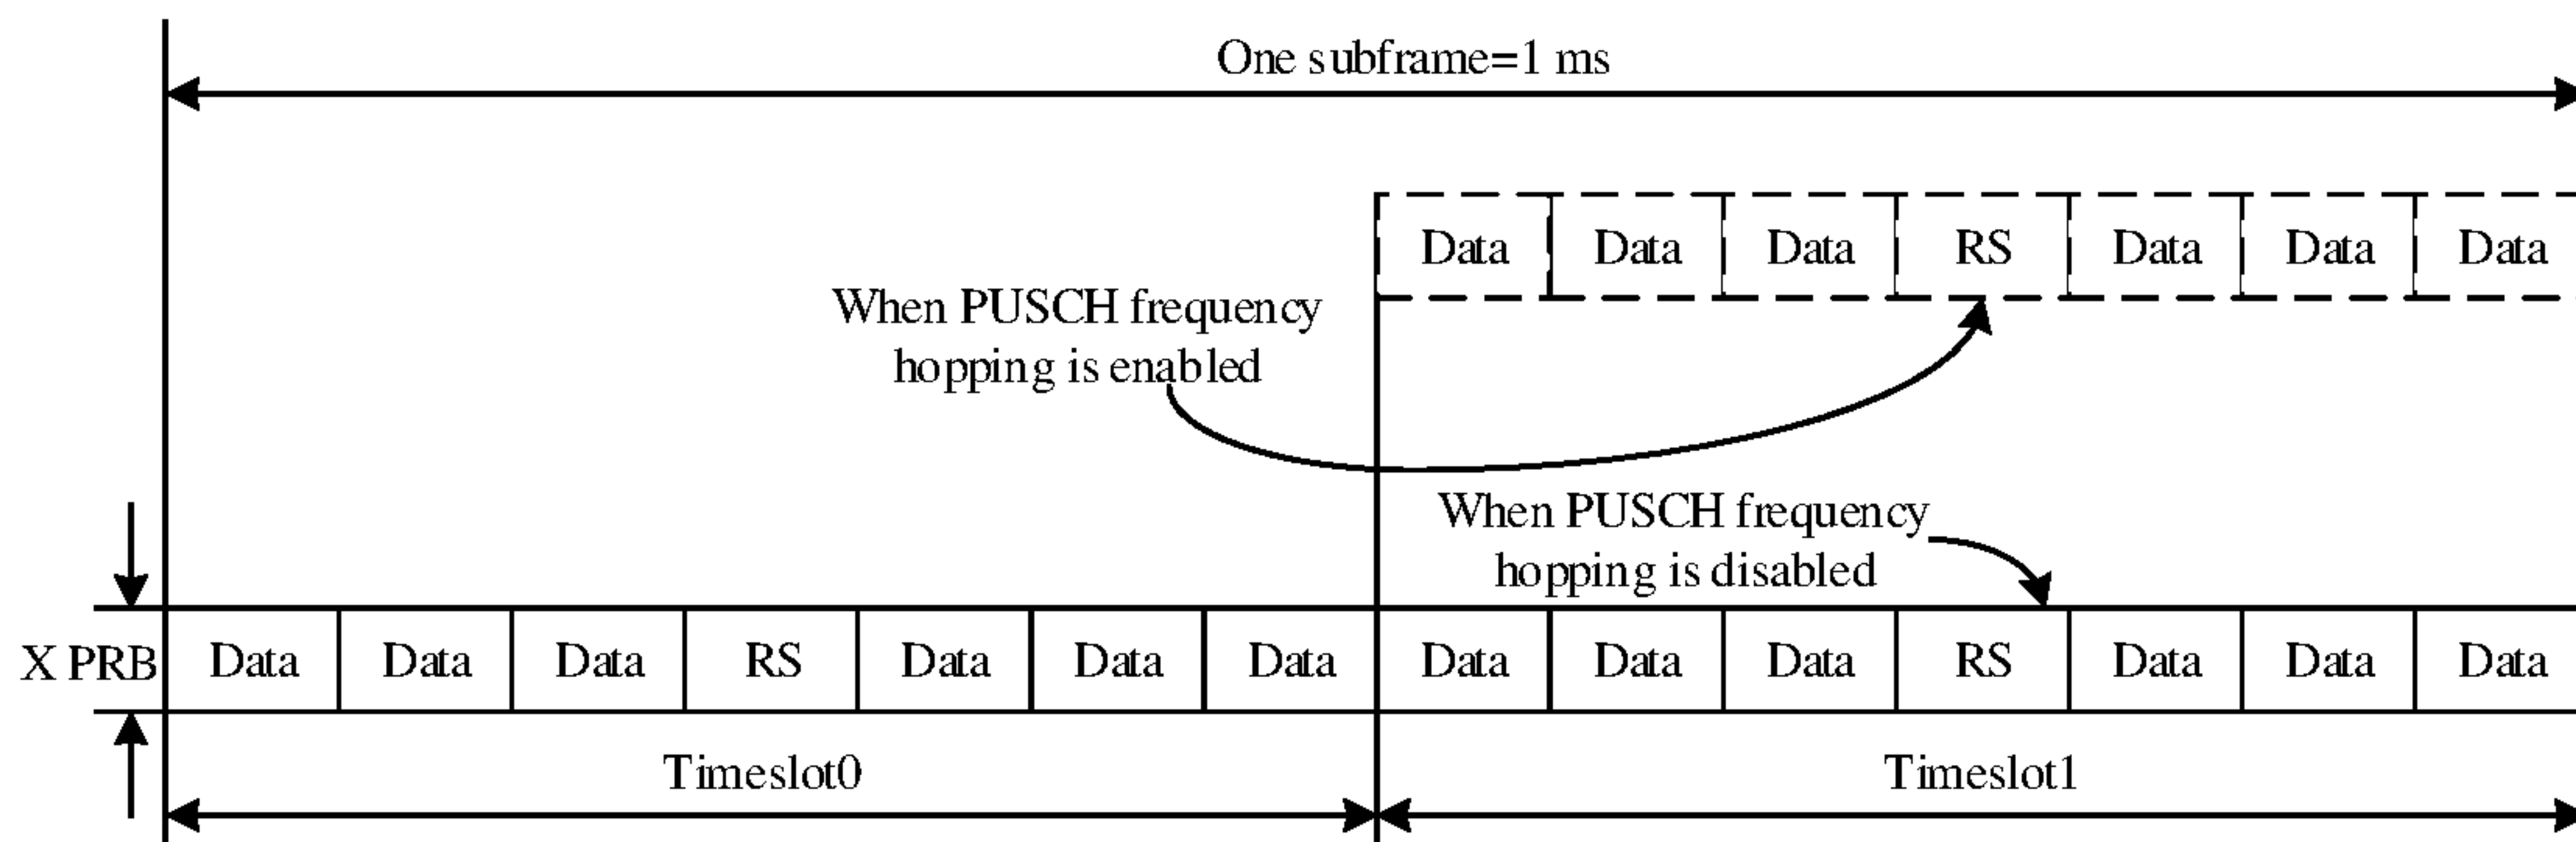 One subframe=1 ms
Data Data Data RS Data Data Data
When PUSCH frequency
hopping is enabled
When PUSCH frequency
hopping is disabled
X PRB Data Data Data RS Data Data Data Data Data Data RS Data Data Data
Timeslot0 Timeslot1